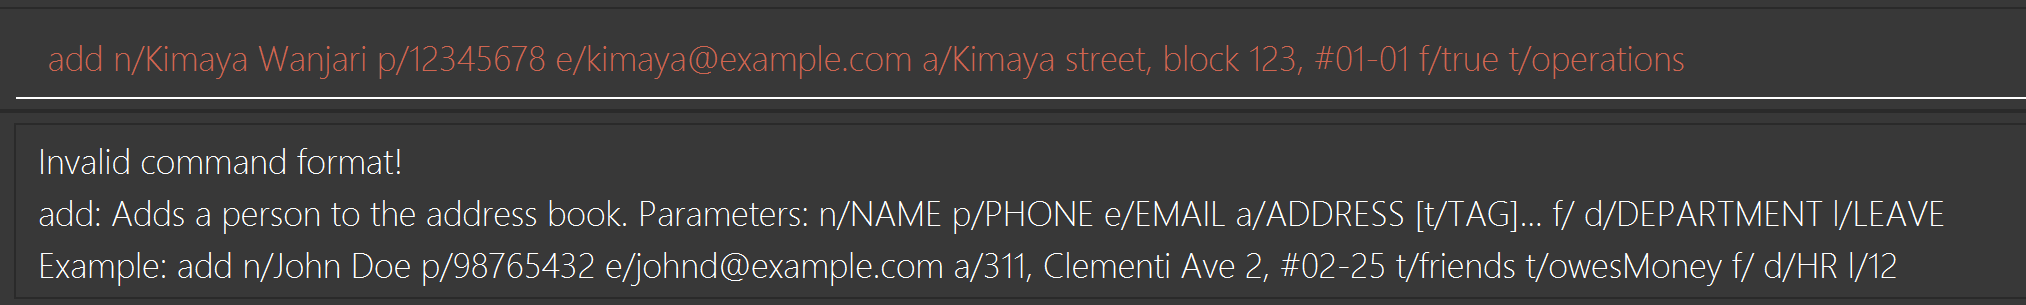 add n/Kimaya Wanjari p/12345678 e/kimaya@example.com a/Kimaya street, block 123, #01-01 f/true t/operations
Invalid command format!
add: Adds a person to the address book. Parameters: n/NAME p/PHONE e/EMAIL a/ADDRESS [t/TAG]... f/ d/DEPARTMENT l/LEAVE
Example: add n/John Doe p/98765432 e/johnd@example.com a/311, Clementi Ave 2, #02-25 t/friends t/owesMoney f/ d/HR l/12